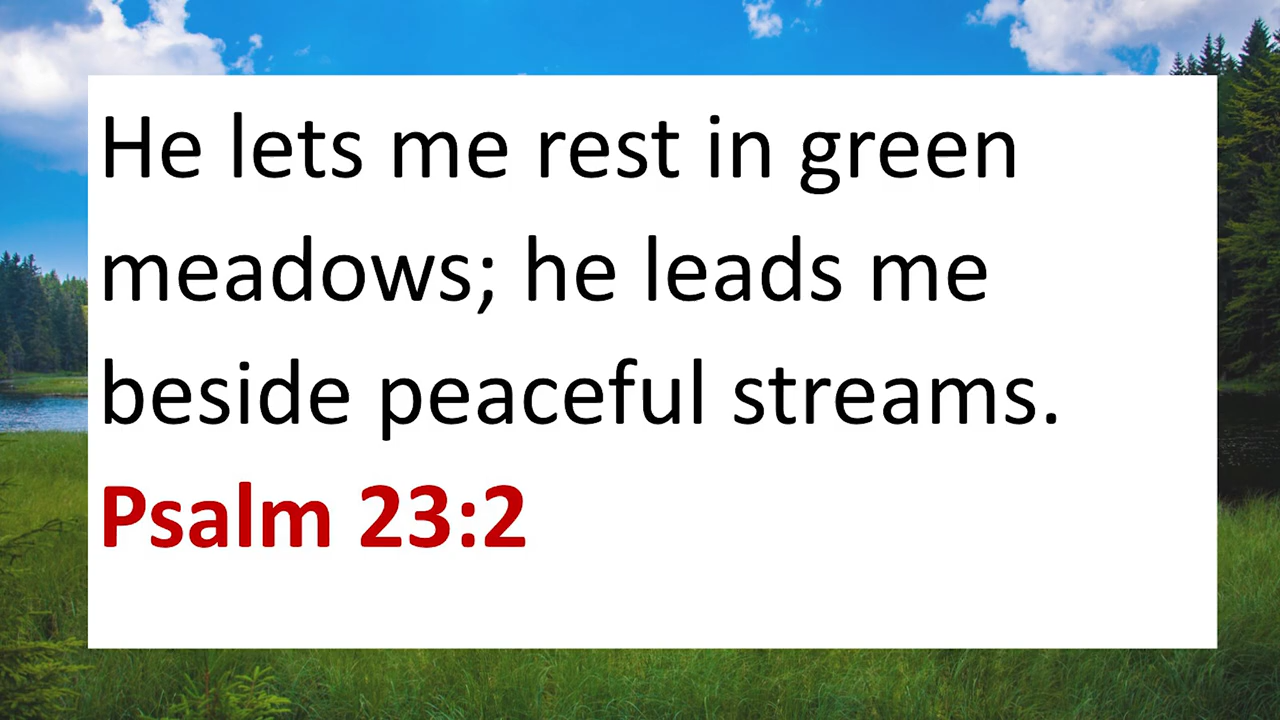 He lets me rest in green
meadows; he leads me
beside peaceful streams.
Psalm 23:2